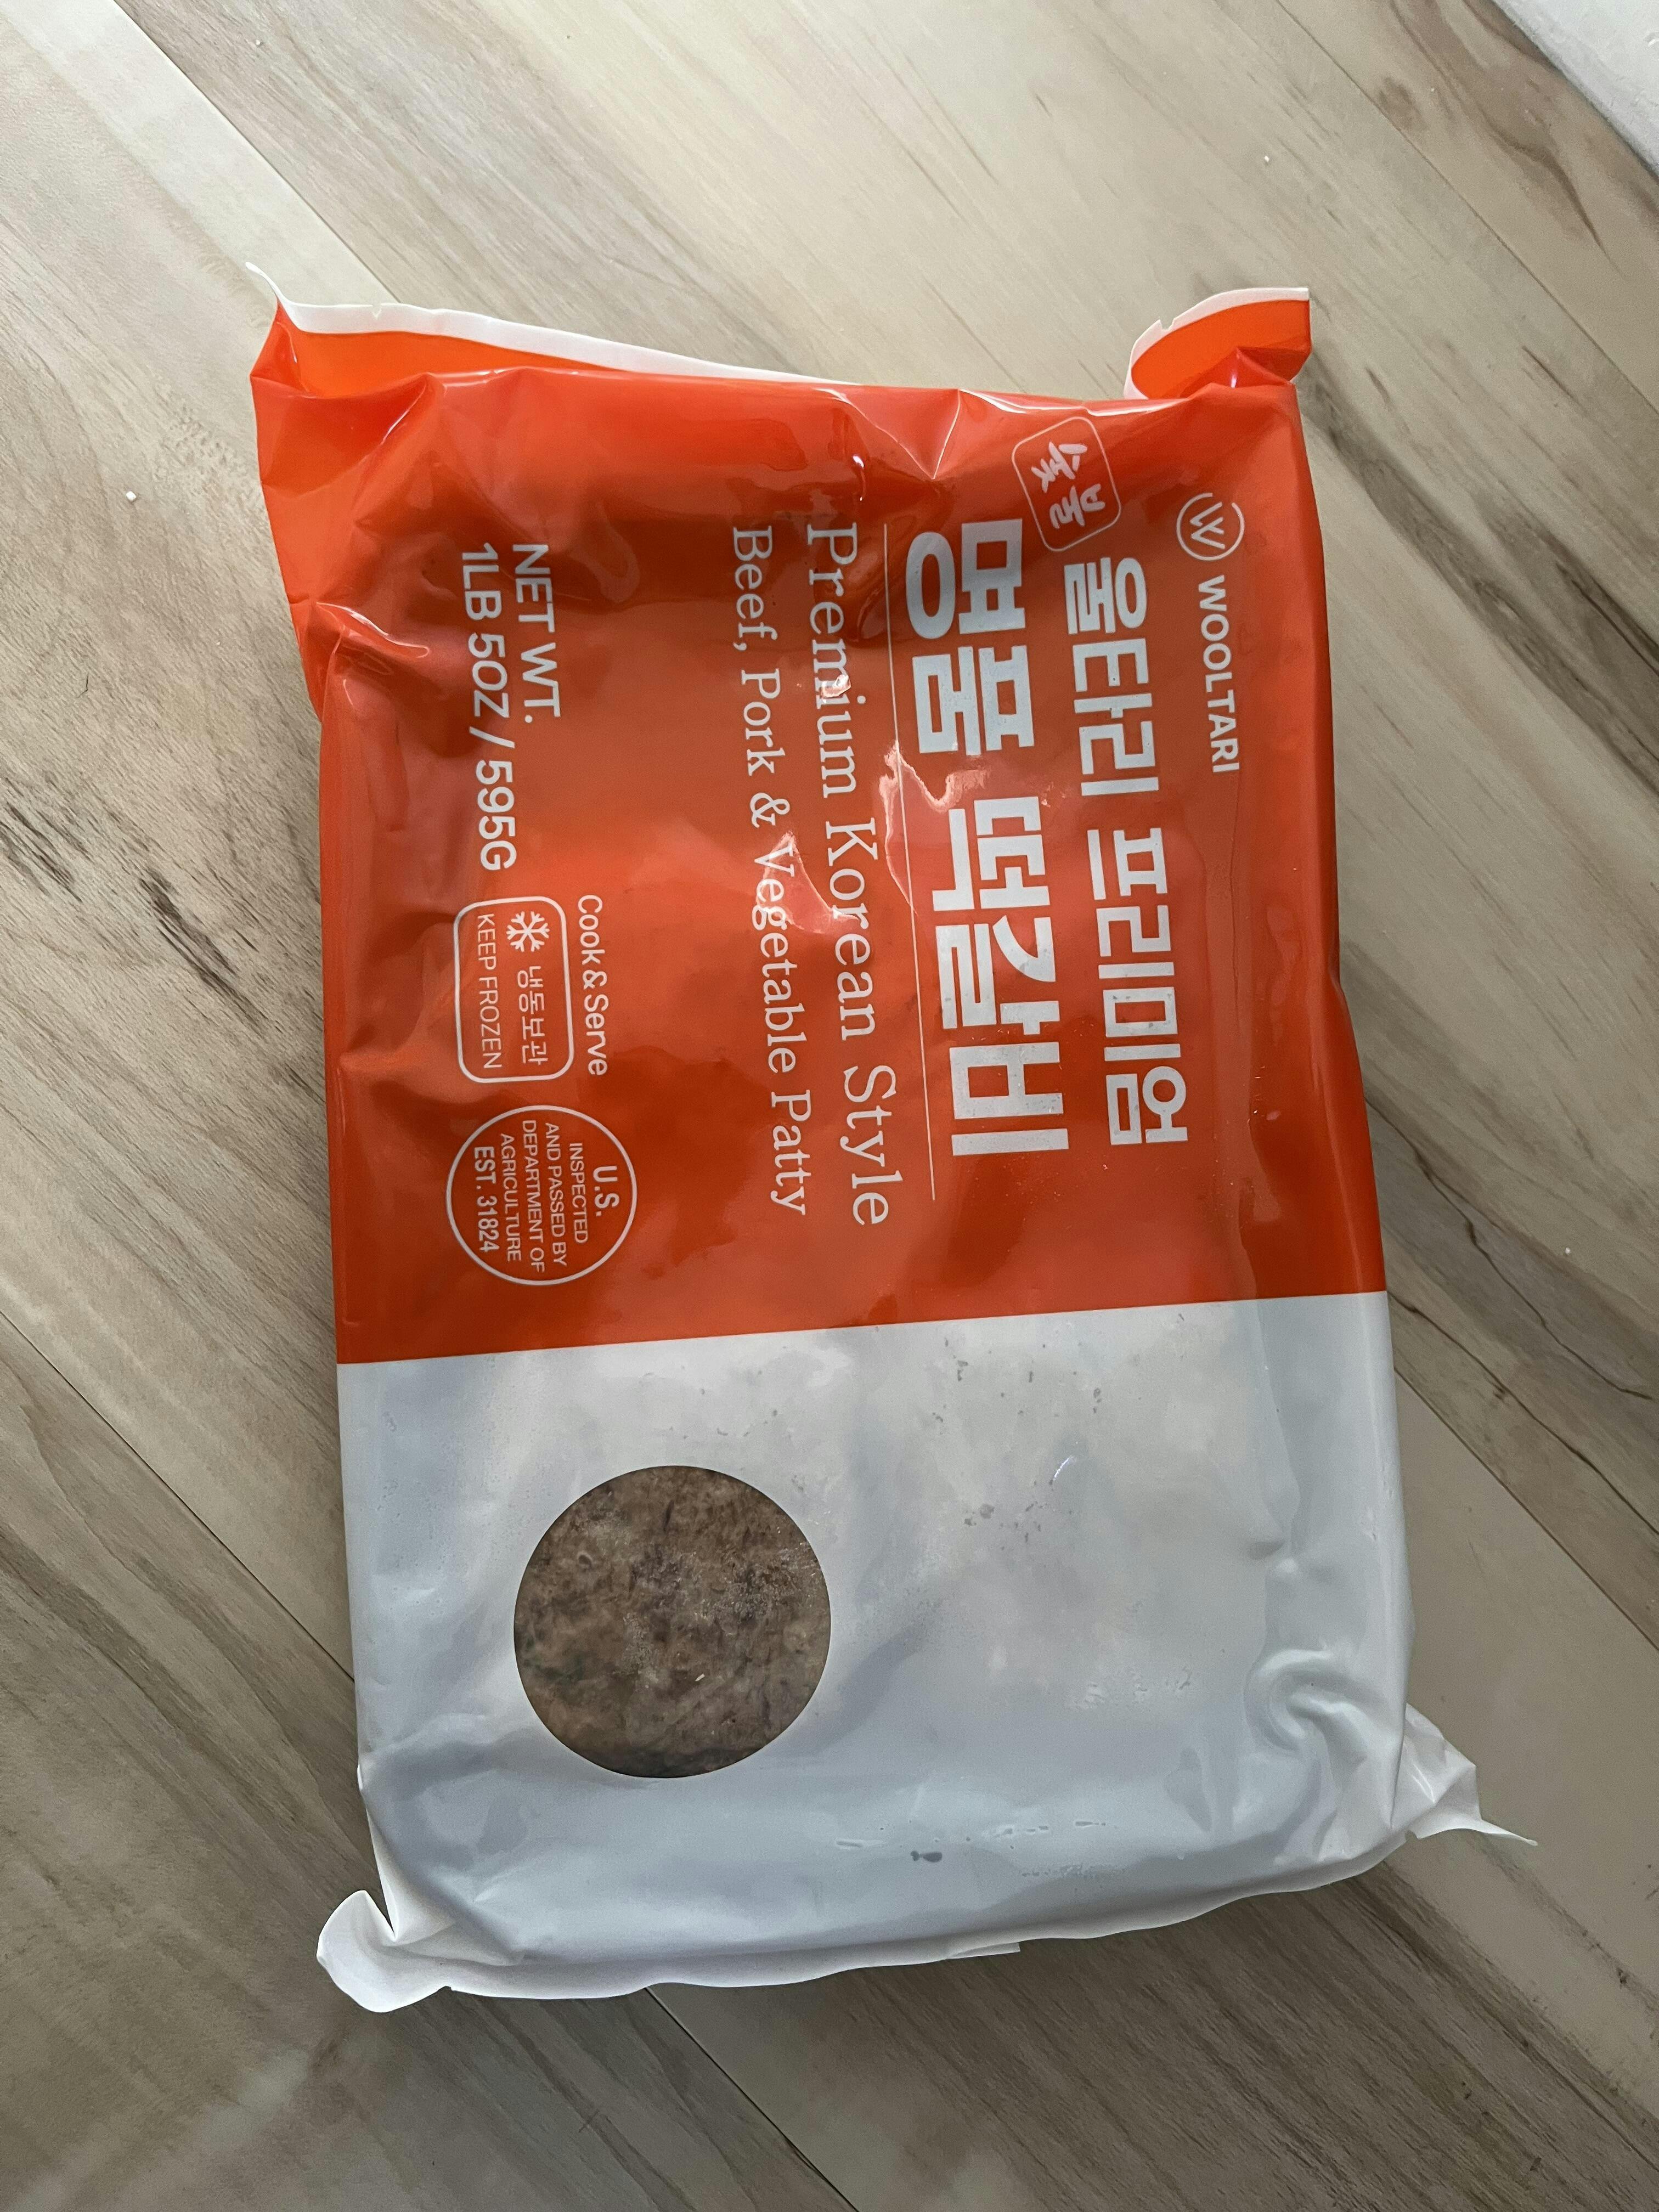 WOOLTARI
숯불
울타리 프리미엄
명품 떡갈비
Premium Korean Style
Beef, Pork & Vegetable Patty
NET WT.
1LB 5OZ / 595G
Cook & Serve
냉동보관
KEEP FROZEN
U.S.
INSPECTED
AND PASSED BY
DEPARTMENT OF
AGRICULTURE
EST. 31824